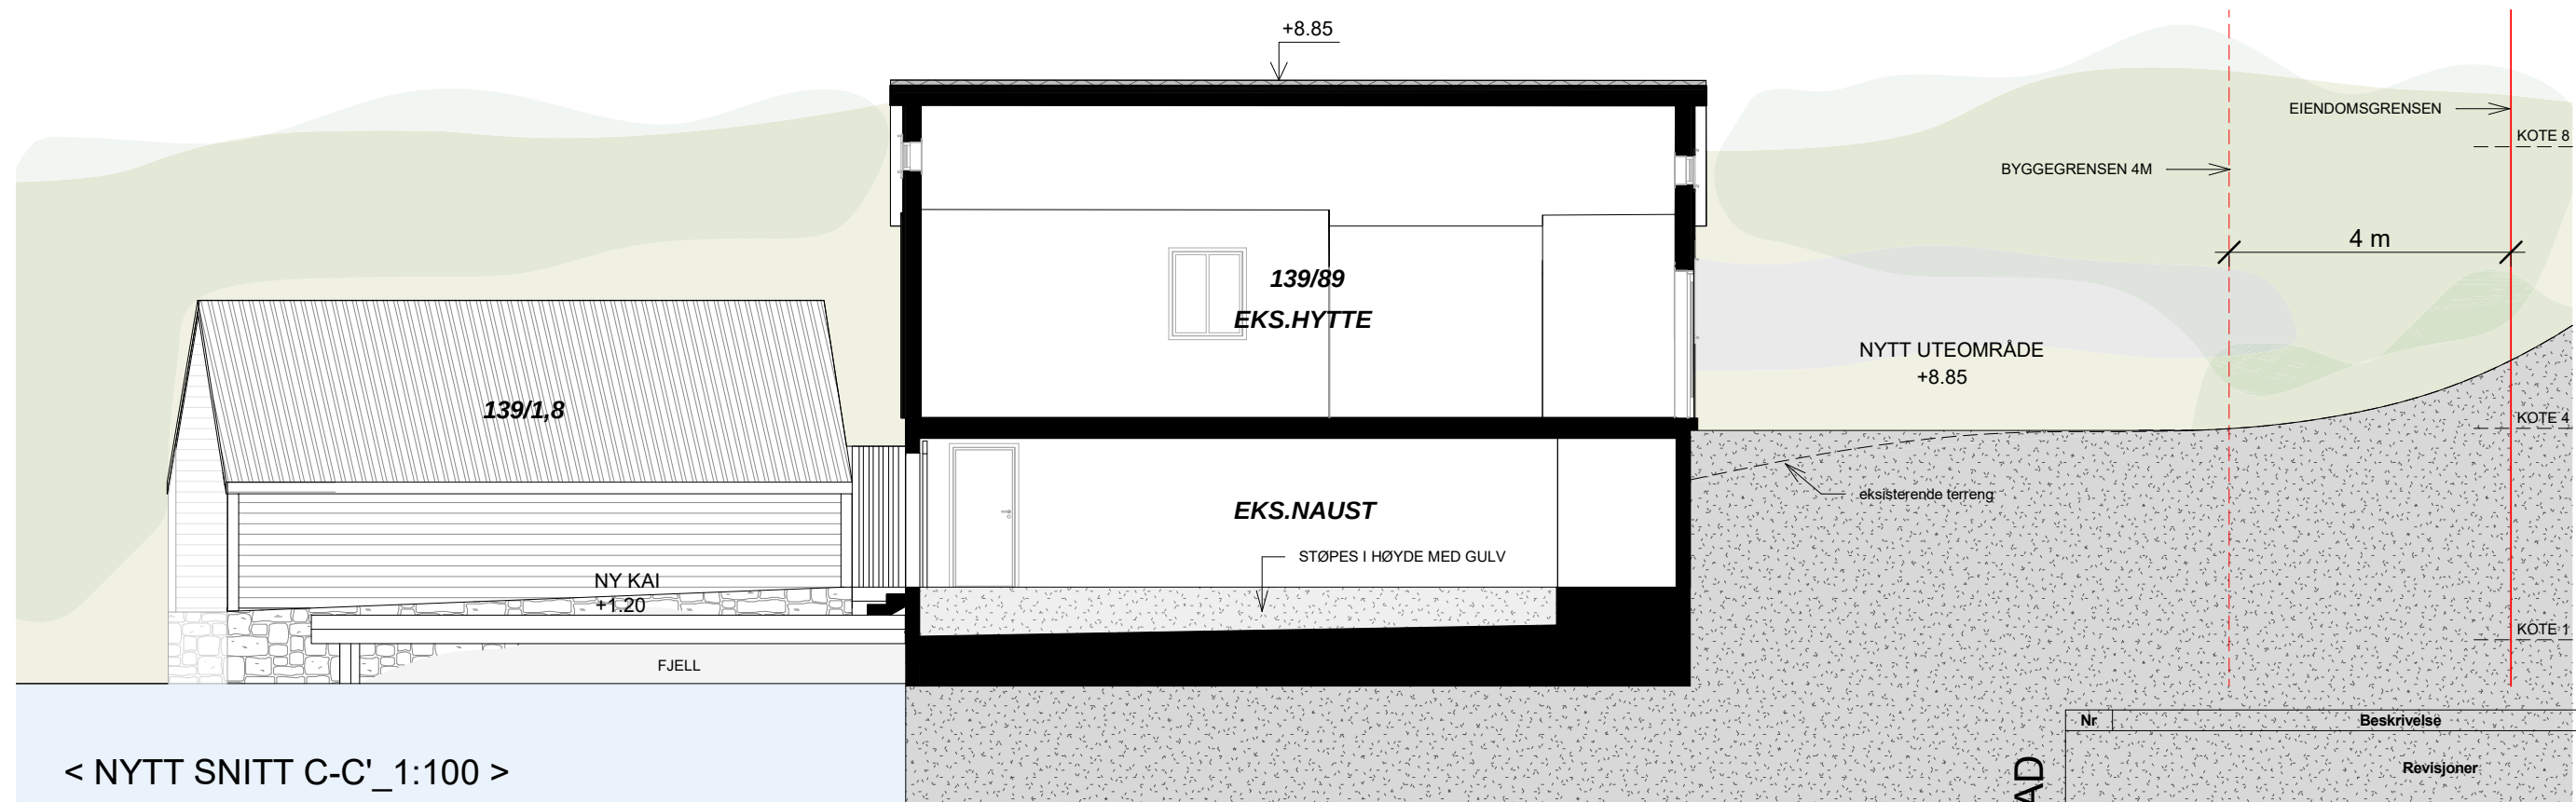 +8.85
EIENDOMSGRENSEN
KOTE 8
BYGGEGRENSEN 4M
4 m
139/89
EKS.HYTTE
NYTT UTEOMRÅDE
+8.85
139/1,8
KOTE 4
eksisterende terreng
EKS.NAUST
STØPES I HØYDE MED GULV
NY KAI
+1.20
KOTE 1
FJELL
Nr Beskrivelse
Revisjoner
< NYTT SNITT C-C'_1:100 >